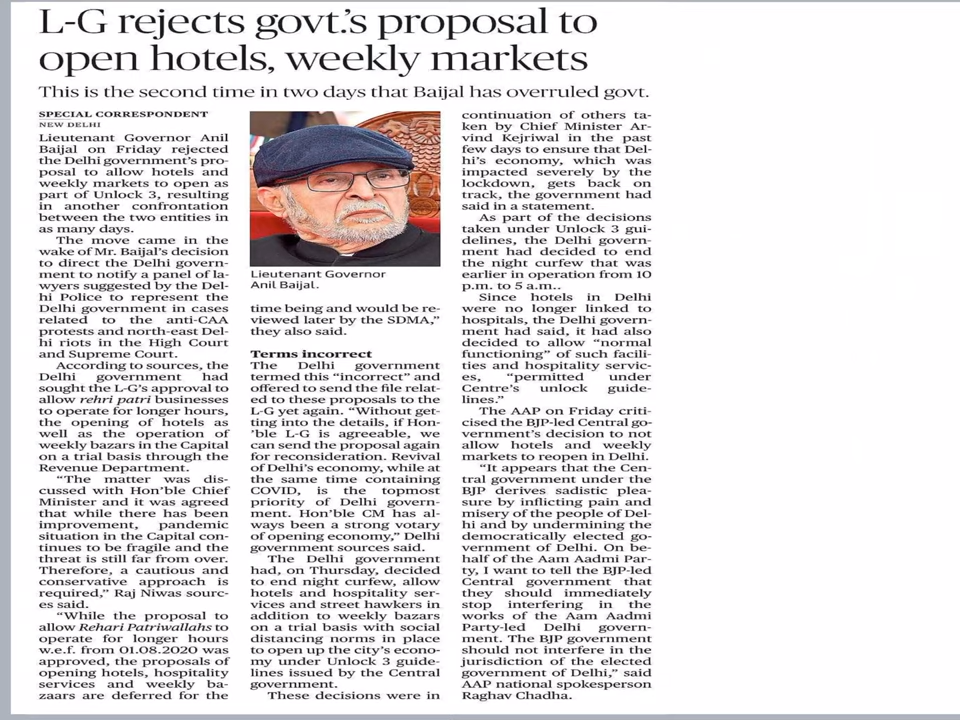 L-G rejects govt.’s proposal to
open hotels, weekly markets
This is the second time in two days that Baijal has overruled govt.
SPECIAL CORRESPONDENT
NEW DELHI
Lieutenant Governor Anil
Baijal on Friday rejected
the Delhi government’s pro-
posal to allow hotels and
weekly markets to open as
part of Unlock 3, resulting
in another confrontation
between the two entities in
as many days.
The move came in the
wake of Mr. Baijal’s decision
to direct the Delhi govern-
ment to notify a panel of la-
wyers suggested by the Del-
hi Police to represent the
Delhi government in cases
related to the anti-CAA
protests and north-east Del-
hi riots in the High Court
and Supreme Court.
According to sources, the
Delhi government had
sought the L-G’s approval to
allow rehri patri businesses
to operate for longer hours,
the opening of hotels as
well as the operation of
weekly bazars in the Capital
on a trial basis through the
Revenue Department.
“The matter was dis-
cussed with Hon’ble Chief
Minister and it was agreed
that while there has been
improvement, pandemic
situation in the Capital con-
tinues to be fragile and the
threat is still far from over.
Therefore, a cautious and
conservative approach is
required,” Raj Niwas sourc-
es said.
“While the proposal to
allow Rehari Patriwallahs to
operate for longer hours
w.e.f. from 01.08.2020 was
approved, the proposals of
opening hotels, hospitality
services and weekly ba-
zaars are deferred for the
Lieutenant Governor
Anil Baijal.
time being and would be re-
viewed later by the SDMA,”
they also said.
Terms incorrect
The Delhi government
termed this “incorrect” and
offered to send the file relat-
ed to these proposals to the
L-G yet again. “Without get-
ting into the details, if Hon-
’ble L-G is agreeable, we
can send the proposal again
for reconsideration. Revival
of Delhi’s economy, while at
the same time containing
COVID, is the topmost
priority of Delhi govern-
ment. Hon’ble CM has al-
ways been a strong votary
of opening economy,” Delhi
government sources said.
The Delhi government
had, on Thursday, decided
to end night curfew, allow
hotels and hospitality ser-
vices and street hawkers in
addition to weekly bazars
on a trial basis with social
distancing norms in place
to open up the city’s econo-
my under Unlock 3 guide-
lines issued by the Central
government.
These decisions were in
continuation of others ta-
ken by Chief Minister Ar-
vind Kejriwal in the past
few days to ensure that Del-
hi’s economy, which was
impacted severely by the
lockdown, gets back on
track, the government had
said in a statement.
As part of the decisions
taken under Unlock 3 gui-
delines, the Delhi govern-
ment had decided to end
the night curfew that was
earlier in operation from 10
p.m. to 5 a.m..
Since hotels in Delhi
were no longer linked to
hospitals, the Delhi govern-
ment had said, it had also
decided to allow “normal
functioning” of such facili-
ties and hospitality servic-
es, “permitted under
Centre’s unlock guide-
lines.”
The AAP on Friday criti-
cised the BJP-led Central go-
vernment’s decision to not
allow hotels and weekly
markets to reopen in Delhi.
“It appears that the Cen-
tral government under the
BJP derives sadistic plea-
sure by inflicting pain and
misery of the people of Del-
hi and by undermining the
democratically elected go-
vernment of Delhi. On be-
half of the Aam Aadmi Par-
ty, I want to tell the BJP-led
Central government that
they should immediately
stop interfering in the
works of the Aam Aadmi
Party-led Delhi govern-
ment. The BJP government
should not interfere in the
jurisdiction of the elected
government of Delhi,” said
AAP national spokesperson
Raghav Chadha.